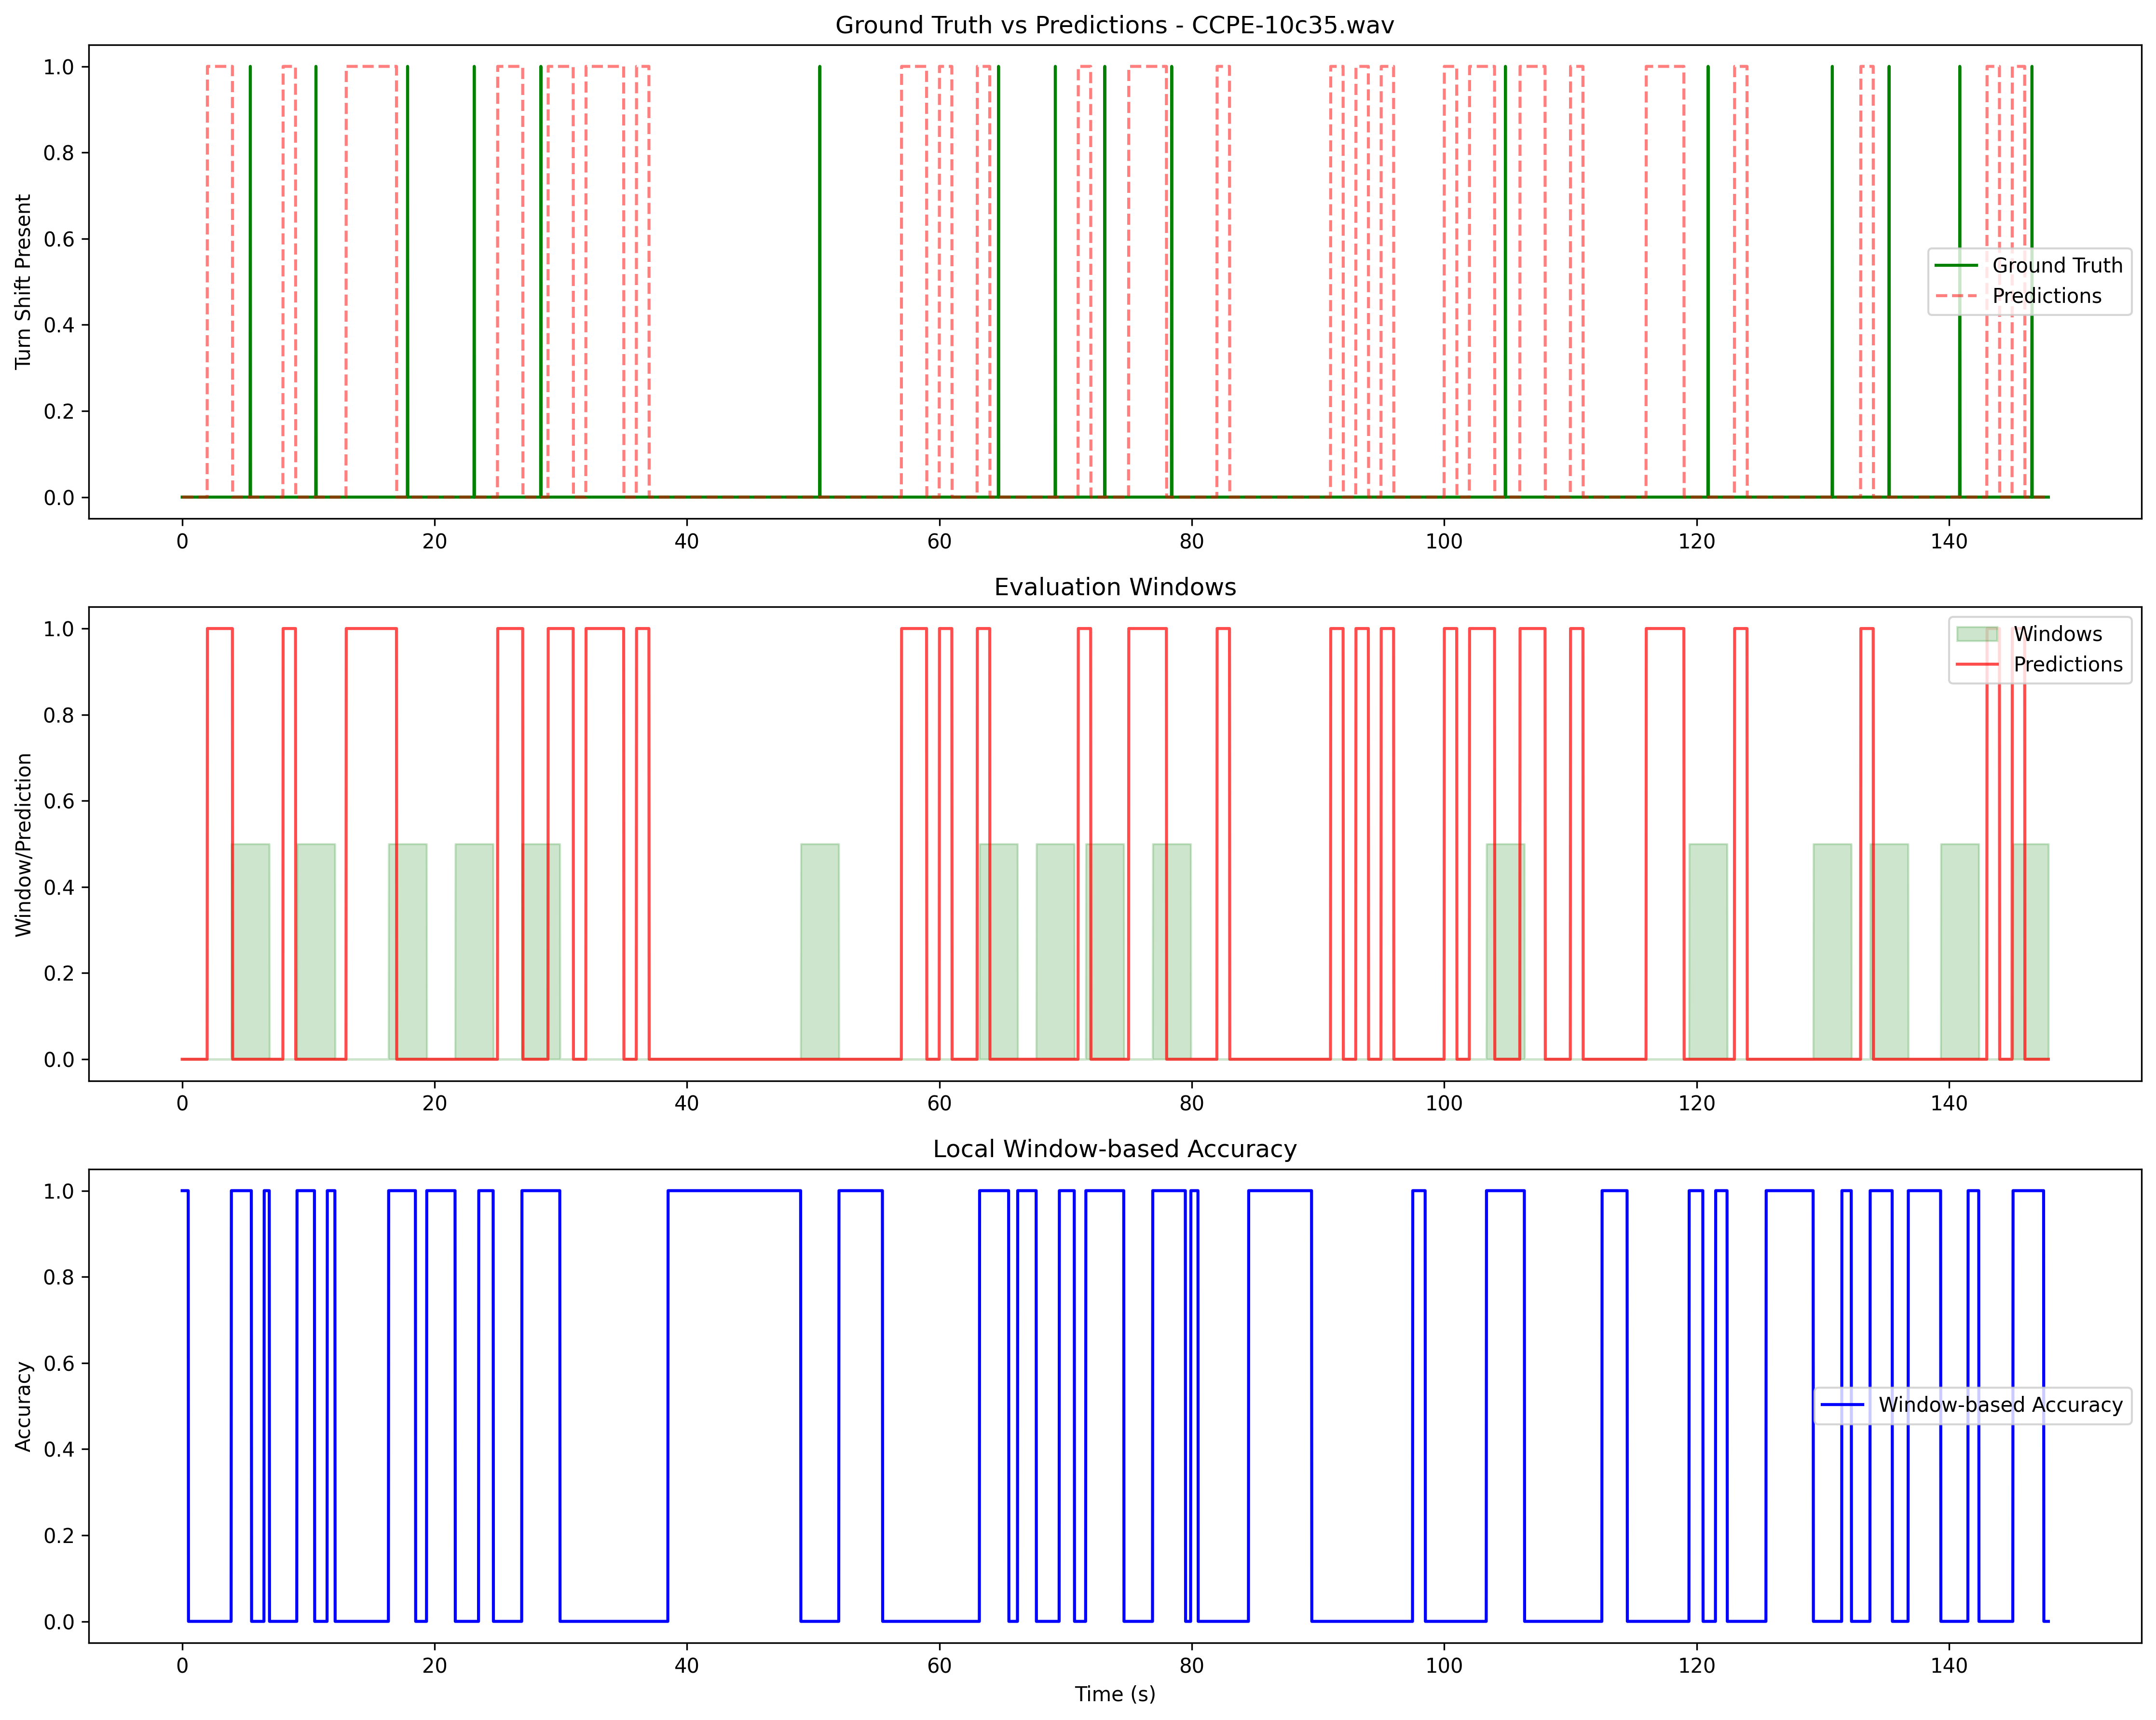 Ground Truth vs Predictions - CCPE-10c35.wav
Turn Shift Present
1.0
0.8
0.6
0.4
0.2
0.0
Ground Truth
Predictions
0 20 40 60 80 100 120 140
Evaluation Windows
Window/Prediction
1.0
0.8
0.6
0.4
0.2
0.0
Windows
Predictions
0 20 40 60 80 100 120 140
Local Window-based Accuracy
Accuracy
1.0
0.8
0.6
0.4
0.2
0.0
Window-based Accuracy
0 20 40 60 80 100 120 140
Time (s)